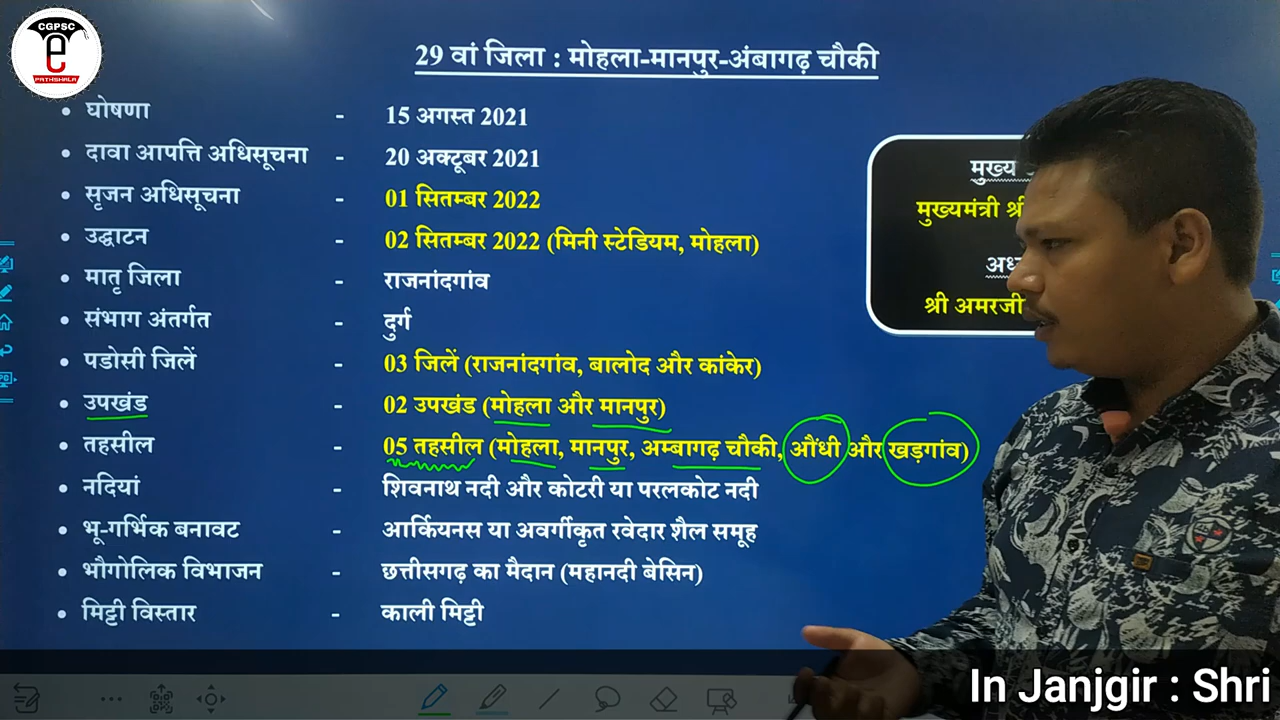 CGPSC
e
PATHSHALA
29 वां जिला : मोहला-मानपुर-अंबागढ़ चौकी
• घोषणा - 15 अगस्त 2021
• दावा आपत्ति अधिसूचना - 20 अक्टूबर 2021
• सृजन अधिसूचना - 01 सितम्बर 2022
• उद्घाटन - 02 सितम्बर 2022 (मिनी स्टेडियम, मोहला)
• मातृ जिला - राजनांदगांव
• संभाग अंतर्गत - दुर्ग
• पडोसी जिलें - 03 जिलें (राजनांदगांव, बालोद और कांकेर)
• उपखंड - 02 उपखंड (मोहला और मानपुर)
• तहसील - 05 तहसील (मोहला, मानपुर, अम्बागढ़ चौकी, औंधी और खड़गांव)
• नदियां - शिवनाथ नदी और कोटरी या परलकोट नदी
• भू-गर्भिक बनावट - आर्कियनस या अवर्गीकृत रवेदार शैल समूह
• भौगोलिक विभाजन - छत्तीसगढ़ का मैदान (महानदी बेसिन)
• मिट्टी विस्तार - काली मिट्टी
मुख्य
मुख्यमंत्री श्री
श्री अमरजी
In Janjgir : Shri